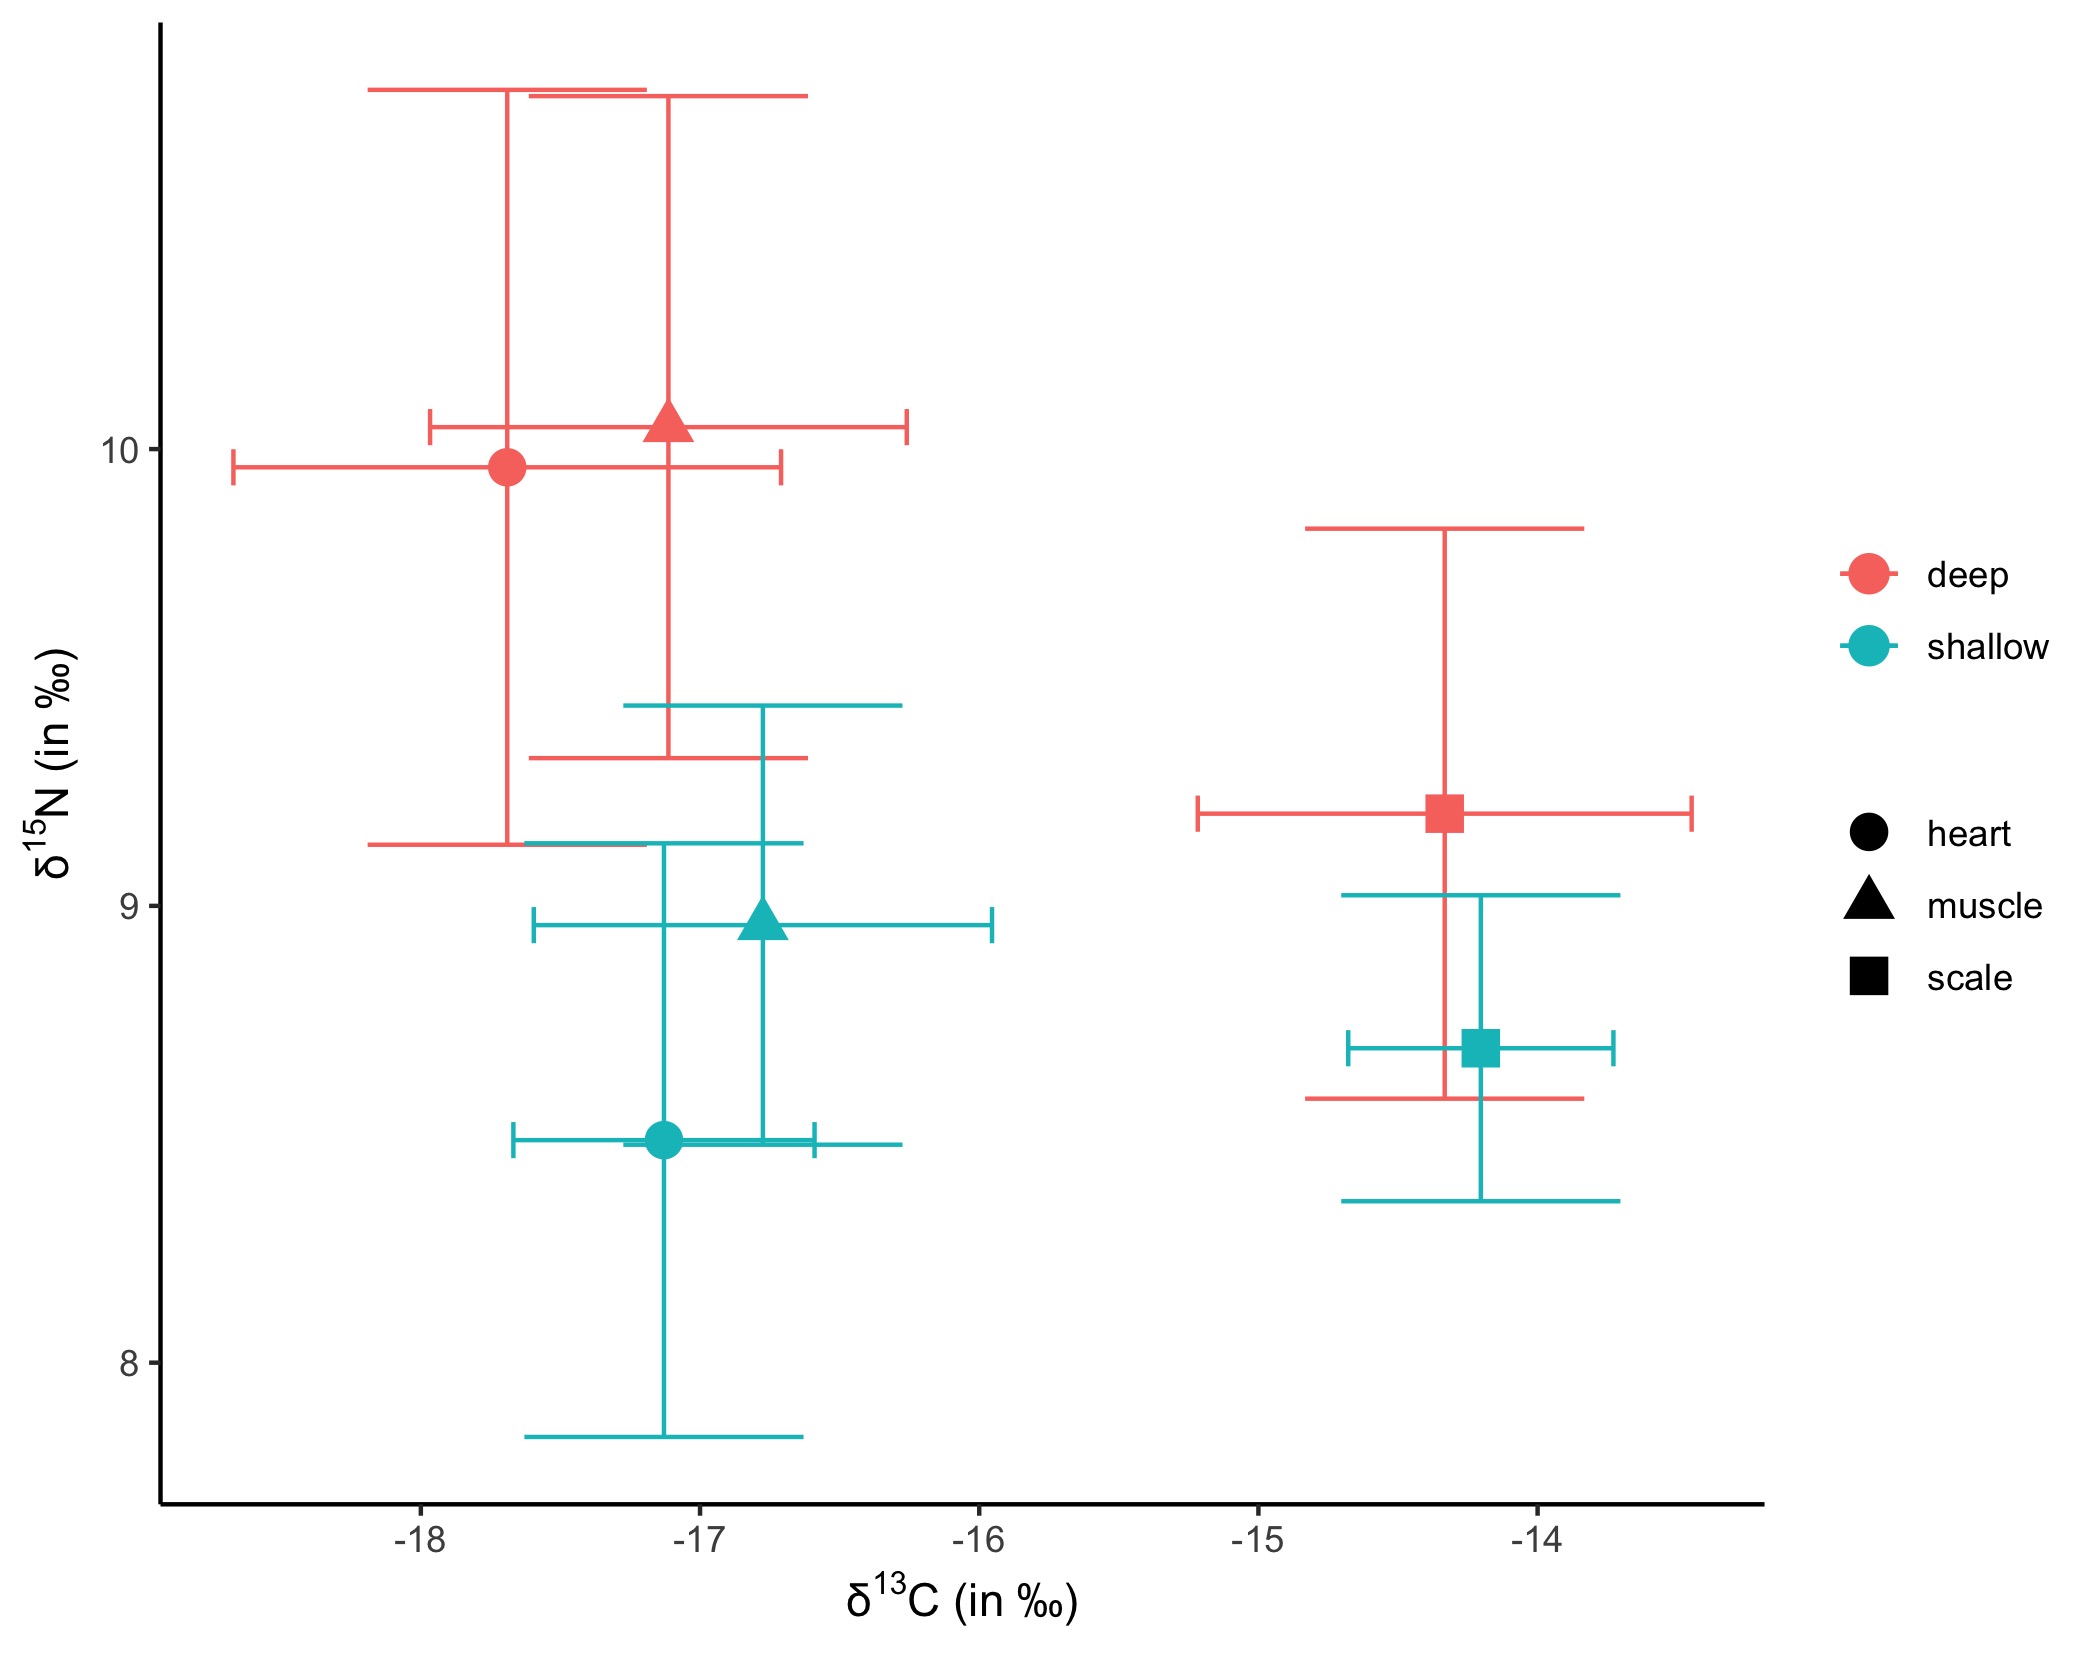 10
9
8
δ¹⁵N (in ‰)
-18 -17 -16 -15 -14
δ¹³C (in ‰)
deep
shallow
heart
muscle
scale